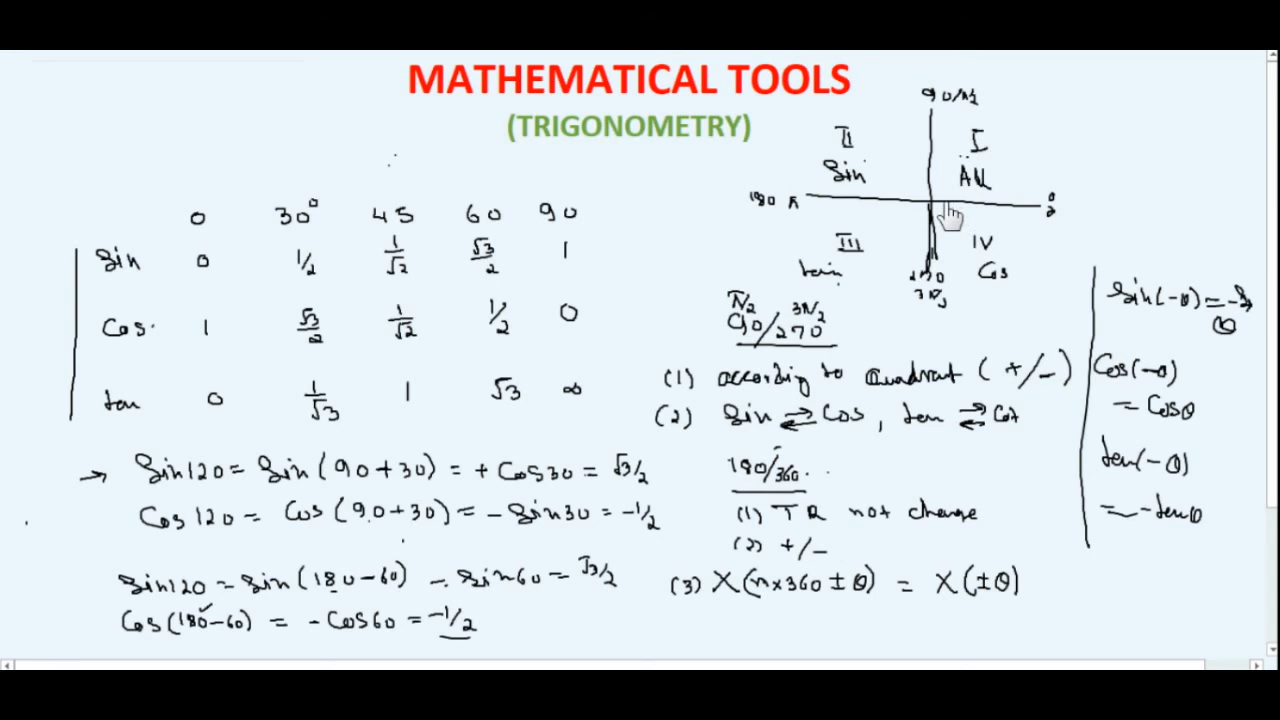 MATHEMATICAL TOOLS
(TRIGONOMETRY)
90/π/2
II I
Sin All
180 π 0
III IV
tan Cos
270
0 30° 45 60 90
Sin 0 1/2 1/√2 √3/2 1
Cos 1 √3/2 1/√2 1/2 0
tan 0 1/√3 1 √3 ∞
→ Sin120 = Sin(90+30) = + Cos30 = √3/2
Cos120 = Cos(90+30) = - Sin30 = -1/2
Sin120 = Sin(180-60) = Sin60 = √3/2
Cos(180-60) = - Cos60 = -1/2
π/2 3π/2
90/270
(1) according to Quadrant (+/-)
(2) Sin ⇄ Cos, tan ⇄ Cot
180/360
(1) TR not change
(2) +/-
(3) X(n×360 ± θ) = X(±θ)
Sin(-θ) = -S
θ
Cos(-θ)
= Cosθ
tan(-θ)
= -tanθ